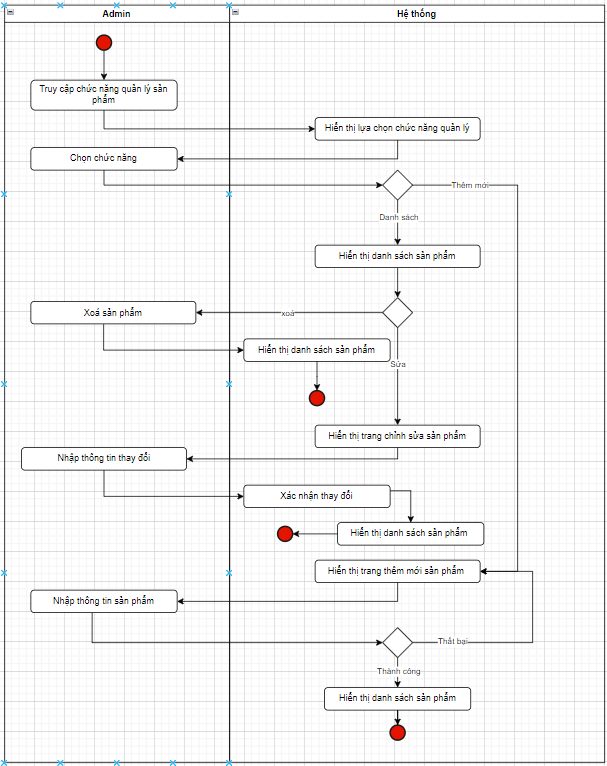 Admin
Hệ thống
Truy cập chức năng quản lý sản
phẩm
Hiển thị lựa chọn chức năng quản lý
Chọn chức năng
Thêm mới
Danh sách
Hiển thị danh sách sản phẩm
Xoá sản phẩm
xoá
Hiển thị danh sách sản phẩm
Sửa
Hiển thị trang chỉnh sửa sản phẩm
Nhập thông tin thay đổi
Xác nhận thay đổi
Hiển thị danh sách sản phẩm
Hiển thị trang thêm mới sản phẩm
Nhập thông tin sản phẩm
Thất bại
Thành công
Hiển thị danh sách sản phẩm